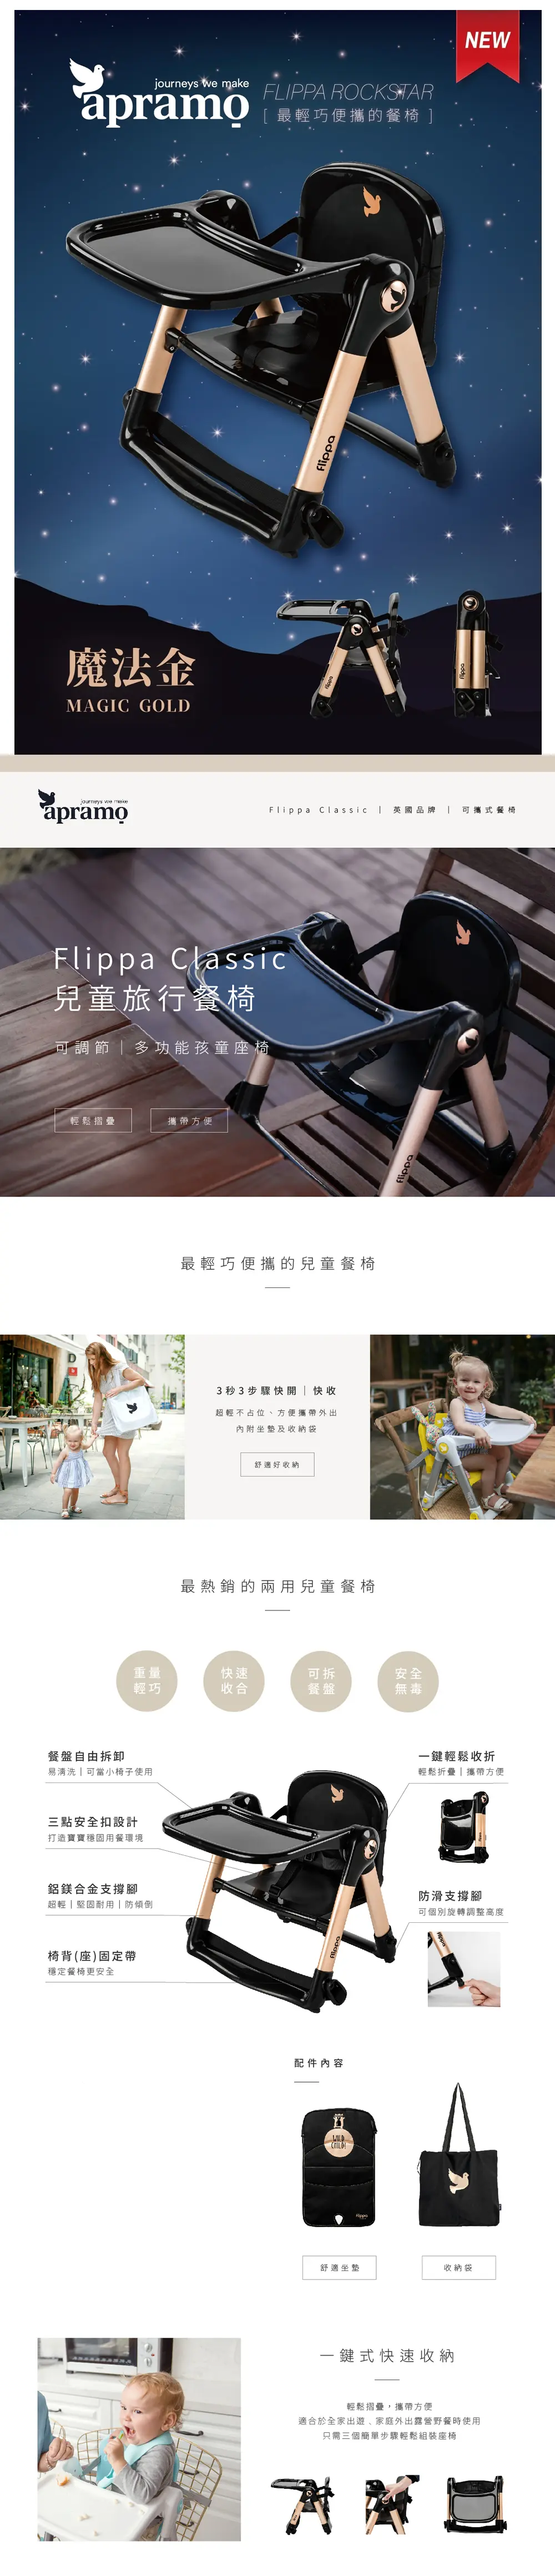 NEW
journeys we make
apramo
FLIPPA ROCKSTAR
[ 最輕巧便攜的餐椅 ]
flippa
flippa
flippa
魔法金
MAGIC GOLD
journeys we make
apramo
Flippa Classic | 英國品牌 | 可攜式餐椅
Flippa Classic
兒童旅行餐椅
可調節|多功能孩童座椅
輕鬆摺疊
攜帶方便
flippa
最輕巧便攜的兒童餐椅
3秒3步驟快開|快收
超輕不占位、方便攜帶外出
內附坐墊及收納袋
舒適好收納
最熱銷的兩用兒童餐椅
重量
輕巧
快速
收合
可拆
餐盤
安全
無毒
餐盤自由拆卸
易清洗|可當小椅子使用
三點安全扣設計
打造寶寶穩固用餐環境
鋁鎂合金支撐腳
超輕|堅固耐用|防傾倒
椅背(座)固定帶
穩定餐椅更安全
一鍵輕鬆收折
輕鬆折疊|攜帶方便
防滑支撐腳
可個別旋轉調整高度
flippa
配件內容
WILD
CHILD
flippa
舒適坐墊
收納袋
一鍵式快速收納
輕鬆摺疊，攜帶方便
適合於全家出遊﹑家庭外出露營野餐時使用
只需三個簡單步驟輕鬆組裝座椅